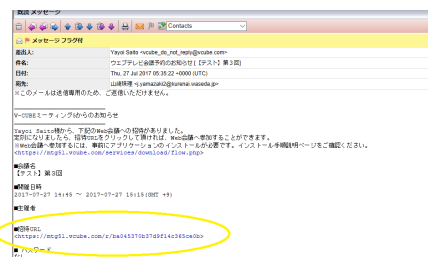 既読 メッセージ
Contacts
メッセージ フラグ付
差出人: Yayoi Saito <vcube_do_not_reply@vcube.com>
件名: ウェブテレビ会議予約のお知らせ [【テスト】第3回]
日付: Thu, 27 Jul 2017 05:35:22 +0000 (UTC)
宛先: 山崎珠理 <j.yamazaki2@kurenai.waseda.jp>
※このメールは送信専用のため、ご返信いただけません。
V-CUBEミーティング5からのお知らせ
Yayoi Saito様から、下記のWeb会議への招待がありました。
定刻になりましたら、招待URLをクリックして頂ければ、Web会議へ参加することができます。
※Web会議へ参加するには、事前にアプリケーションのインストールが必要です。インストール手順説明ページをご確認ください。
<https://mtg51.vcube.com/services/download/flow.php>
■会議名
【テスト】第3回
■開催日時
2017-07-27 14:45 ～ 2017-07-27 15:15(GMT +9)
■主催者
■招待URL
<https://mtg51.vcube.com/r/ba045370b37d9f14c365ce0b>
■ パスワード
なし